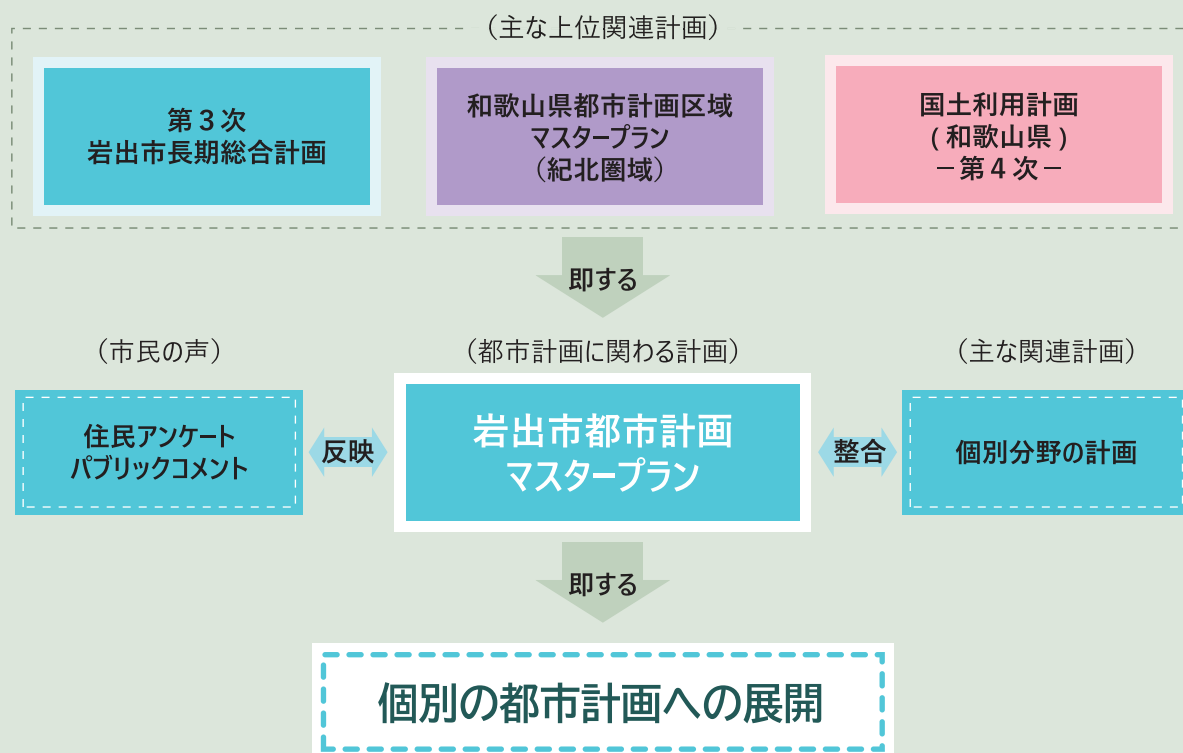 （主な上位関連計画）
第３次
岩出市長期総合計画
和歌山県都市計画区域
マスタープラン
（紀北圏域）
国土利用計画
(和歌山県)
－第４次－
即する
（市民の声）
（都市計画に関わる計画）
（主な関連計画）
住民アンケート
パブリックコメント
反映
岩出市都市計画
マスタープラン
整合
個別分野の計画
即する
個別の都市計画への展開